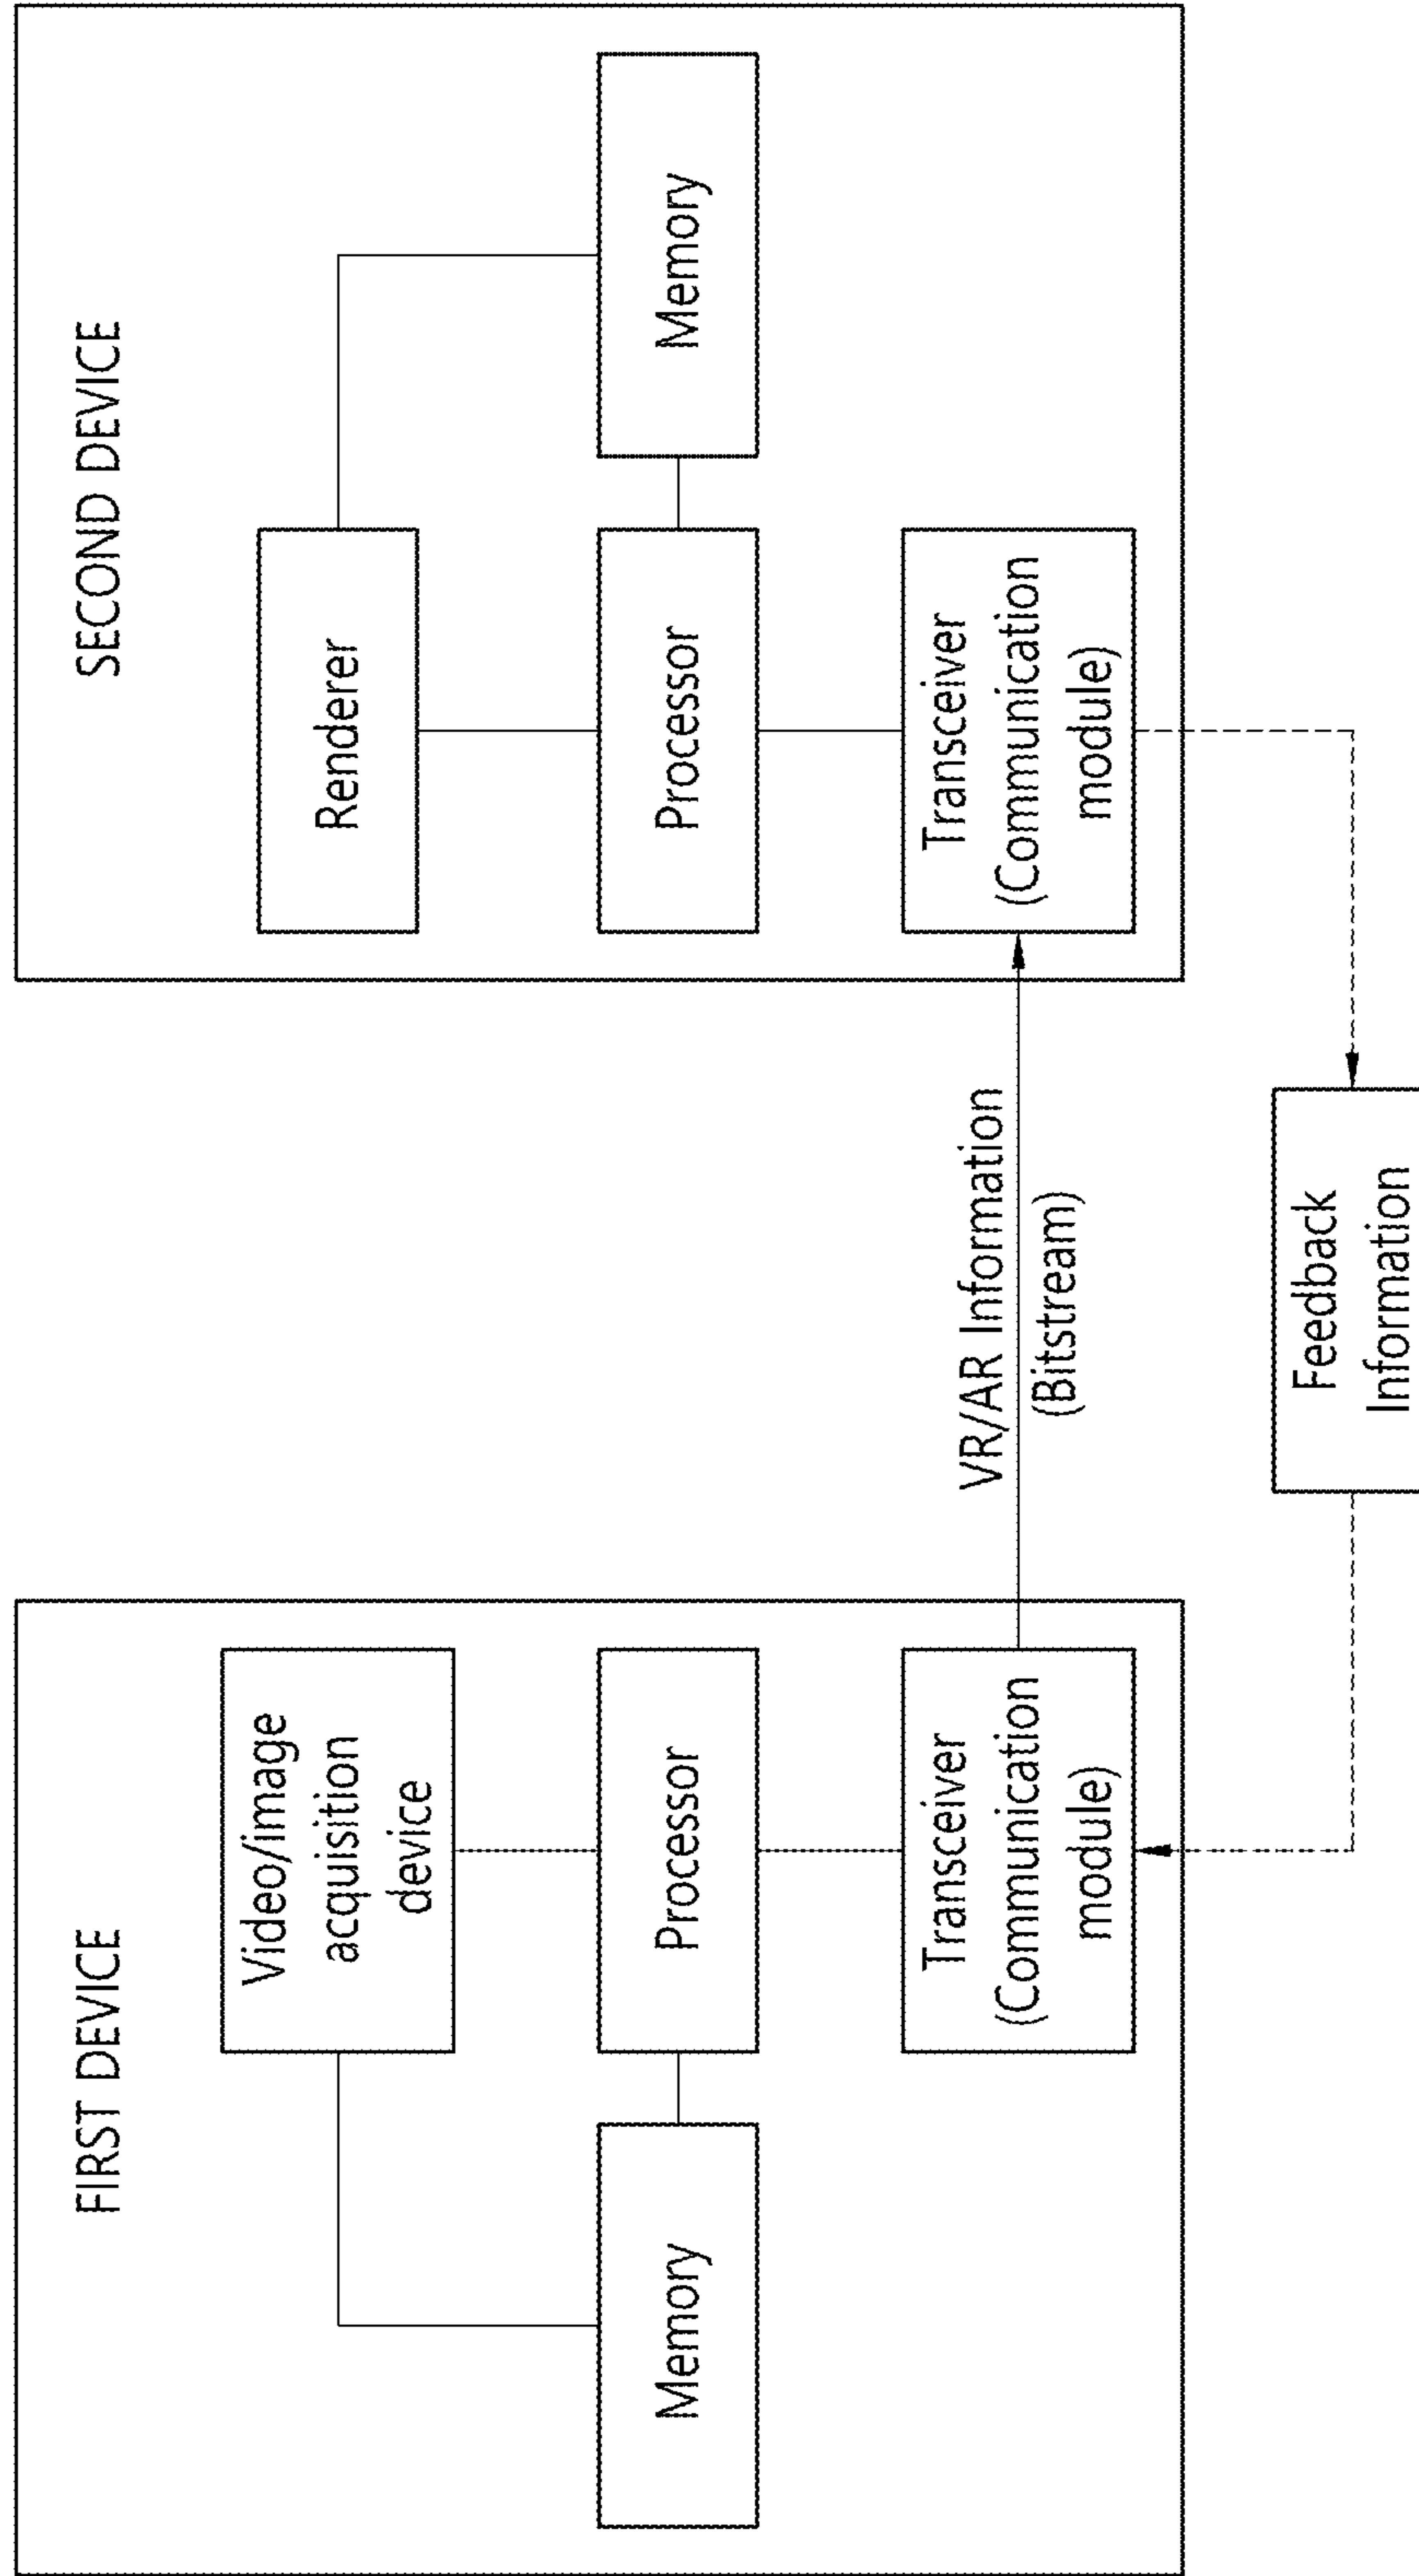 FIRST DEVICE
Video/image
acquisition
device
Memory
Processor
Transceiver
(Communication
module)
VR/AR Information
(Bitstream)
Feedback
Information
SECOND DEVICE
Renderer
Processor
Memory
Transceiver
(Communication
module)